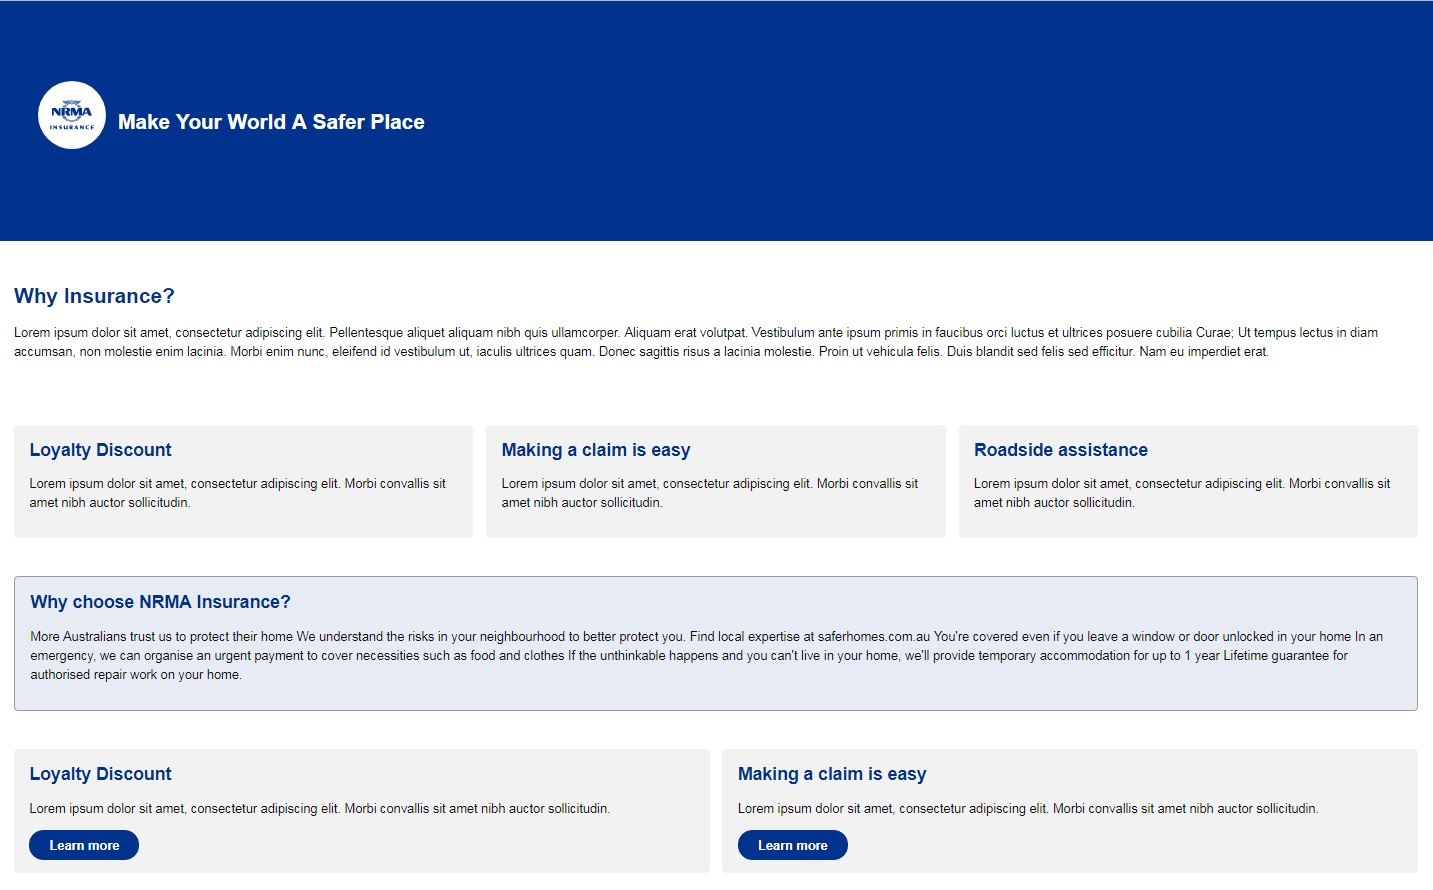 NRMA
INSURANCE
Make Your World A Safer Place
Why Insurance?
Lorem ipsum dolor sit amet, consectetur adipiscing elit. Pellentesque aliquet aliquam nibh quis ullamcorper. Aliquam erat volutpat. Vestibulum ante ipsum primis in faucibus orci luctus et ultrices posuere cubilia Curae; Ut tempus lectus in diam
accumsan, non molestie enim lacinia. Morbi enim nunc, eleifend id vestibulum ut, iaculis ultrices quam. Donec sagittis risus a lacinia molestie. Proin ut vehicula felis. Duis blandit sed felis sed efficitur. Nam eu imperdiet erat.
Loyalty Discount
Lorem ipsum dolor sit amet, consectetur adipiscing elit. Morbi convallis sit
amet nibh auctor sollicitudin.
Making a claim is easy
Lorem ipsum dolor sit amet, consectetur adipiscing elit. Morbi convallis sit
amet nibh auctor sollicitudin.
Roadside assistance
Lorem ipsum dolor sit amet, consectetur adipiscing elit. Morbi convallis sit
amet nibh auctor sollicitudin.
Why choose NRMA Insurance?
More Australians trust us to protect their home We understand the risks in your neighbourhood to better protect you. Find local expertise at saferhomes.com.au You're covered even if you leave a window or door unlocked in your home In an
emergency, we can organise an urgent payment to cover necessities such as food and clothes If the unthinkable happens and you can't live in your home, we'll provide temporary accommodation for up to 1 year Lifetime guarantee for
authorised repair work on your home.
Loyalty Discount
Lorem ipsum dolor sit amet, consectetur adipiscing elit. Morbi convallis sit amet nibh auctor sollicitudin.
Learn more
Making a claim is easy
Lorem ipsum dolor sit amet, consectetur adipiscing elit. Morbi convallis sit amet nibh auctor sollicitudin.
Learn more